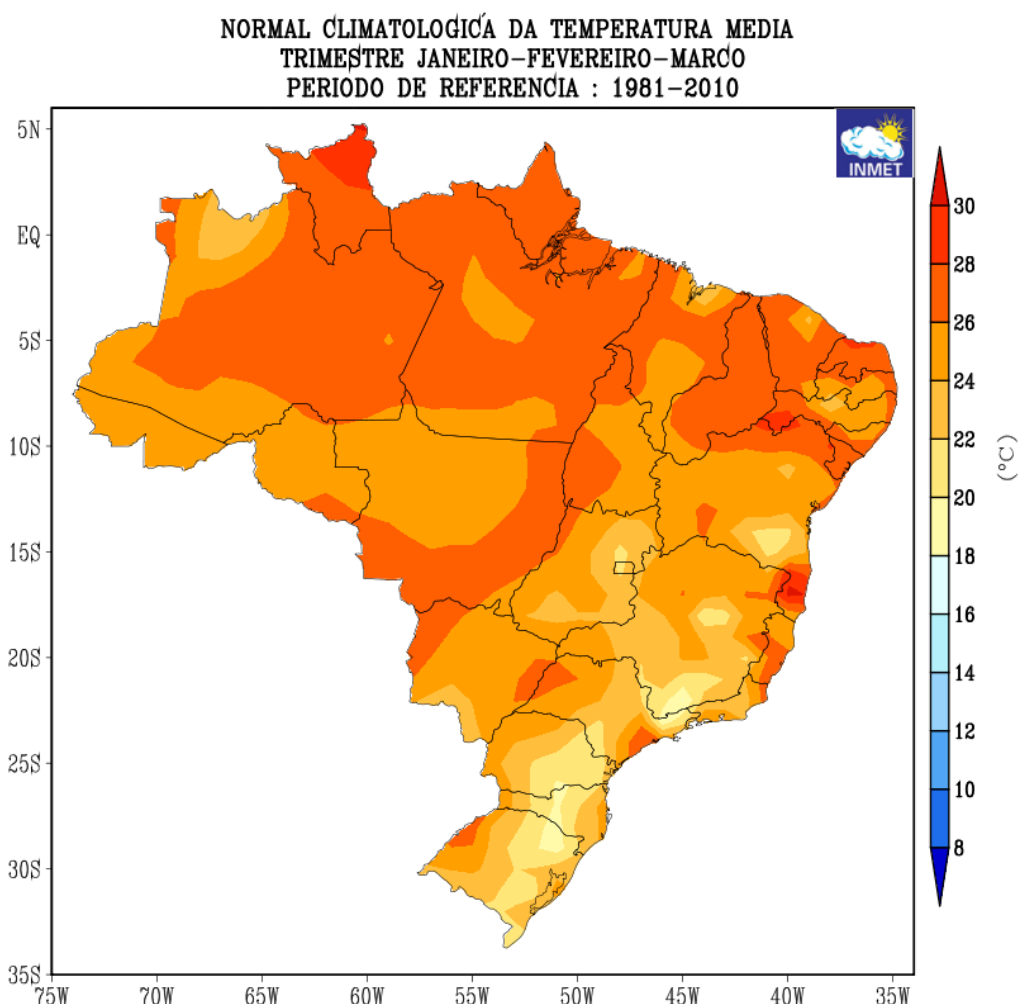 NORMAL CLIMATOLOGICA DA TEMPERATURA MEDIA
TRIMESTRE JANEIRO-FEVEREIRO-MARCO
PERIODO DE REFERENCIA : 1981-2010
INMET
5N
EQ
5S
10S
15S
20S
25S
30S
35S
75W 70W 65W 60W 55W 50W 45W 40W 35W
30
28
26
24
22
20
18
16
14
12
10
8
(°C)